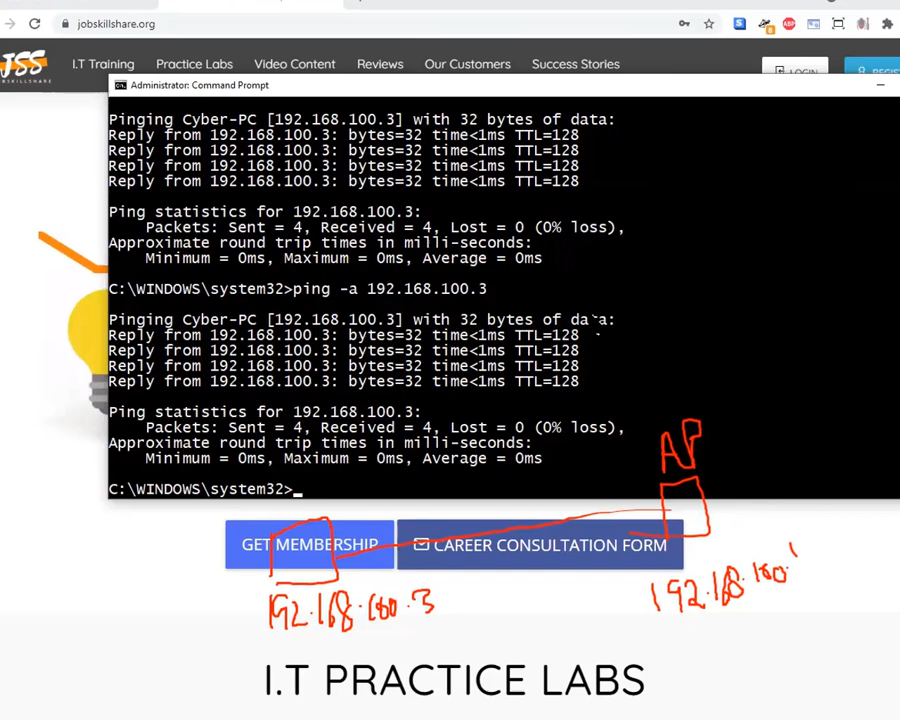 jobskillshare.org
JSS
JOBSKILLSHARE
I.T Training Practice Labs Video Content Reviews Our Customers Success Stories
LOGIN
Administrator: Command Prompt
Pinging Cyber-PC [192.168.100.3] with 32 bytes of data:
Reply from 192.168.100.3: bytes=32 time<1ms TTL=128
Reply from 192.168.100.3: bytes=32 time<1ms TTL=128
Reply from 192.168.100.3: bytes=32 time<1ms TTL=128
Reply from 192.168.100.3: bytes=32 time<1ms TTL=128
Ping statistics for 192.168.100.3:
Packets: Sent = 4, Received = 4, Lost = 0 (0% loss),
Approximate round trip times in milli-seconds:
Minimum = 0ms, Maximum = 0ms, Average = 0ms
C:\WINDOWS\system32>ping -a 192.168.100.3
Pinging Cyber-PC [192.168.100.3] with 32 bytes of data:
Reply from 192.168.100.3: bytes=32 time<1ms TTL=128
Reply from 192.168.100.3: bytes=32 time<1ms TTL=128
Reply from 192.168.100.3: bytes=32 time<1ms TTL=128
Reply from 192.168.100.3: bytes=32 time<1ms TTL=128
Ping statistics for 192.168.100.3:
Packets: Sent = 4, Received = 4, Lost = 0 (0% loss),
Approximate round trip times in milli-seconds:
Minimum = 0ms, Maximum = 0ms, Average = 0ms
AP
C:\WINDOWS\system32>
GET MEMBERSHIP CAREER CONSULTATION FORM
192.168.100.3 192.168.100.1
I.T PRACTICE LABS